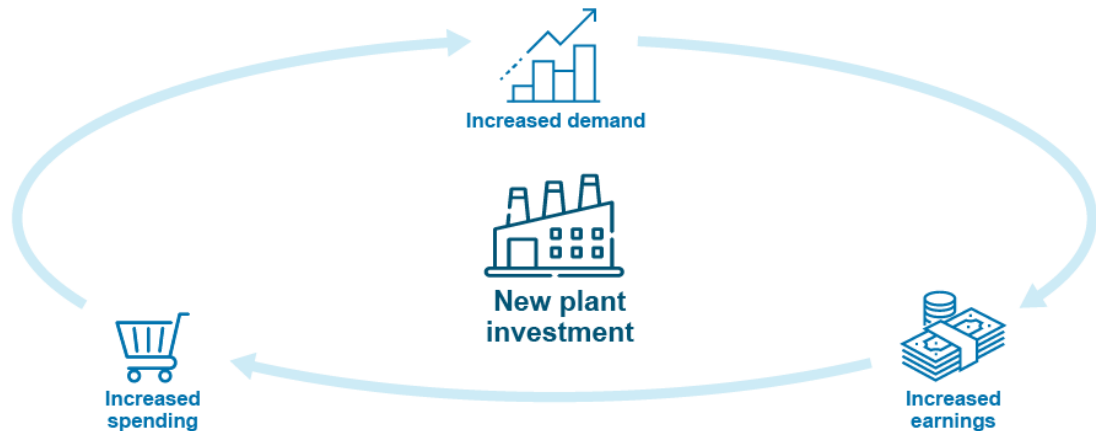 Increased demand
New plant
investment
Increased
spending
Increased
earnings